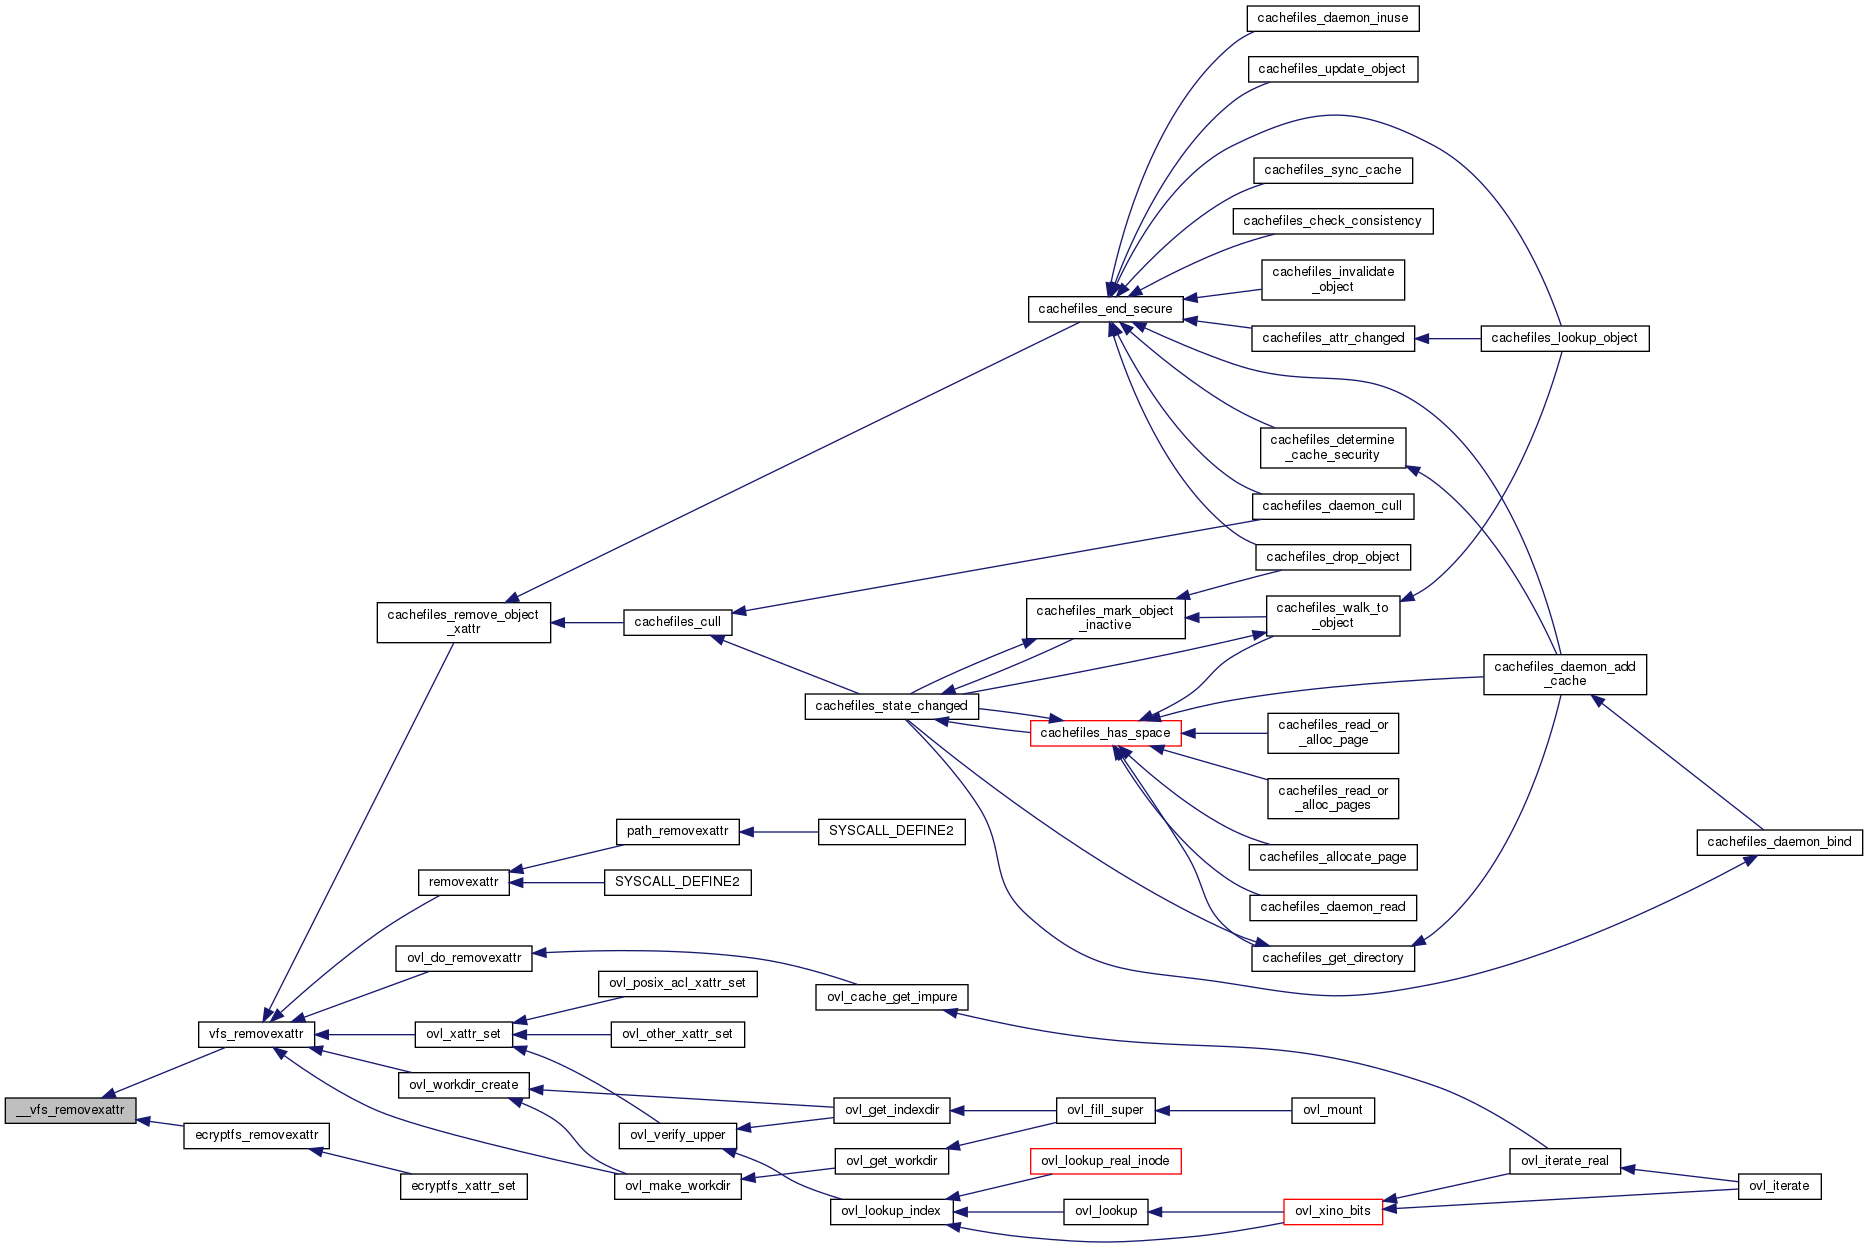 cachefiles_daemon_inuse
cachefiles_update_object
cachefiles_sync_cache
cachefiles_check_consistency
cachefiles_invalidate
_object
cachefiles_end_secure
cachefiles_attr_changed
cachefiles_lookup_object
cachefiles_determine
_cache_security
cachefiles_daemon_cull
cachefiles_drop_object
cachefiles_remove_object
_xattr
cachefiles_cull
cachefiles_mark_object
_inactive
cachefiles_walk_to
_object
cachefiles_daemon_add
_cache
cachefiles_state_changed
cachefiles_has_space
cachefiles_read_or
_alloc_page
cachefiles_read_or
_alloc_pages
path_removexattr
SYSCALL_DEFINE2
cachefiles_daemon_bind
cachefiles_allocate_page
removexattr
SYSCALL_DEFINE2
cachefiles_daemon_read
ovl_do_removexattr
cachefiles_get_directory
ovl_posix_acl_xattr_set
ovl_cache_get_impure
vfs_removexattr
ovl_xattr_set
ovl_other_xattr_set
ovl_workdir_create
__vfs_removexattr
ovl_get_indexdir
ovl_fill_super
ovl_mount
ecryptfs_removexattr
ovl_verify_upper
ovl_get_workdir
ovl_lookup_real_inode
ovl_iterate_real
ecryptfs_xattr_set
ovl_make_workdir
ovl_iterate
ovl_lookup_index
ovl_lookup
ovl_xino_bits